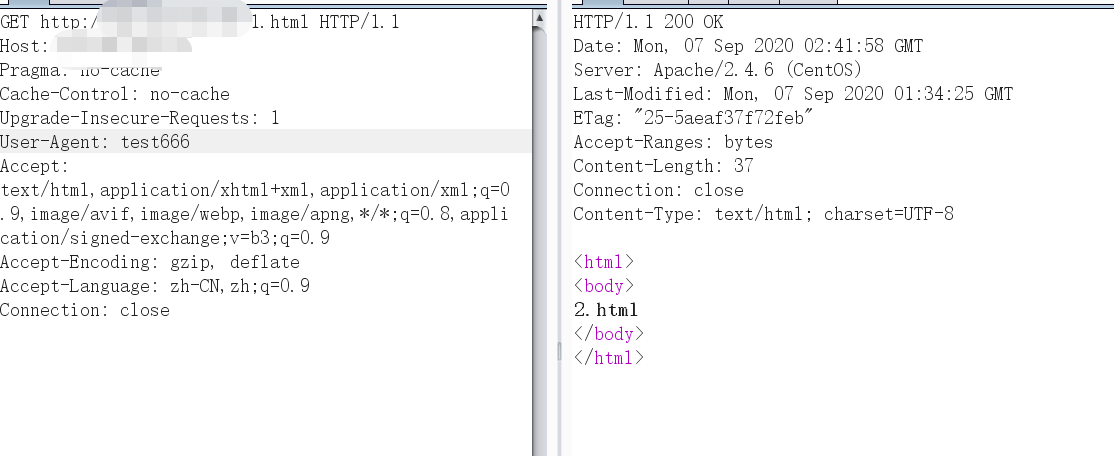 GET http:/ l.html HTTP/1.1
Host:
Pragma: no-cache
Cache-Control: no-cache
Upgrade-Insecure-Requests: 1
User-Agent: test666
Accept:
text/html,application/xhtml+xml,application/xml;q=0
.9,image/avif,image/webp,image/apng,*/*;q=0.8,appli
cation/signed-exchange;v=b3;q=0.9
Accept-Encoding: gzip, deflate
Accept-Language: zh-CN,zh;q=0.9
Connection: close
HTTP/1.1 200 OK
Date: Mon, 07 Sep 2020 02:41:58 GMT
Server: Apache/2.4.6 (CentOS)
Last-Modified: Mon, 07 Sep 2020 01:34:25 GMT
ETag: "25-5aeaf37f72feb"
Accept-Ranges: bytes
Content-Length: 37
Connection: close
Content-Type: text/html; charset=UTF-8
<html>
<body>
2.html
</body>
</html>